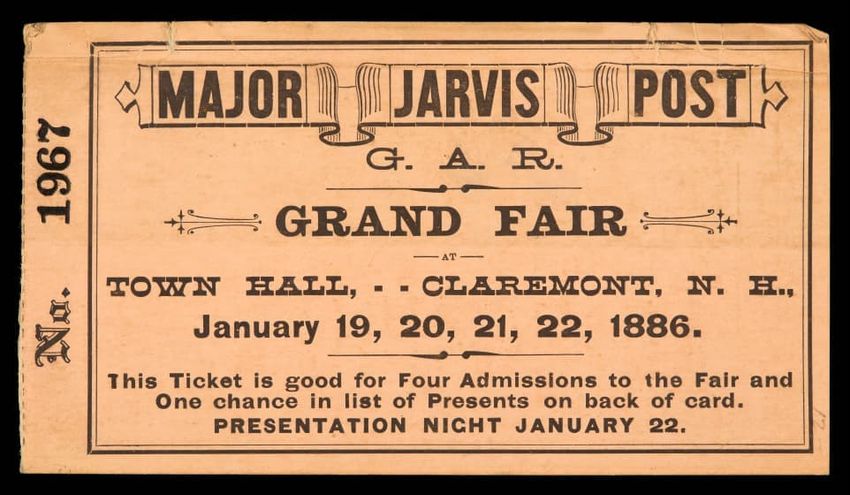 MAJOR JARVIS POST
G. A. R.
GRAND FAIR
AT
TOWN HALL, - - CLAREMONT, N. H.,
January 19, 20, 21, 22, 1886.
This Ticket is good for Four Admissions to the Fair and
One chance in list of Presents on back of card.
PRESENTATION NIGHT JANUARY 22.
No. 1967